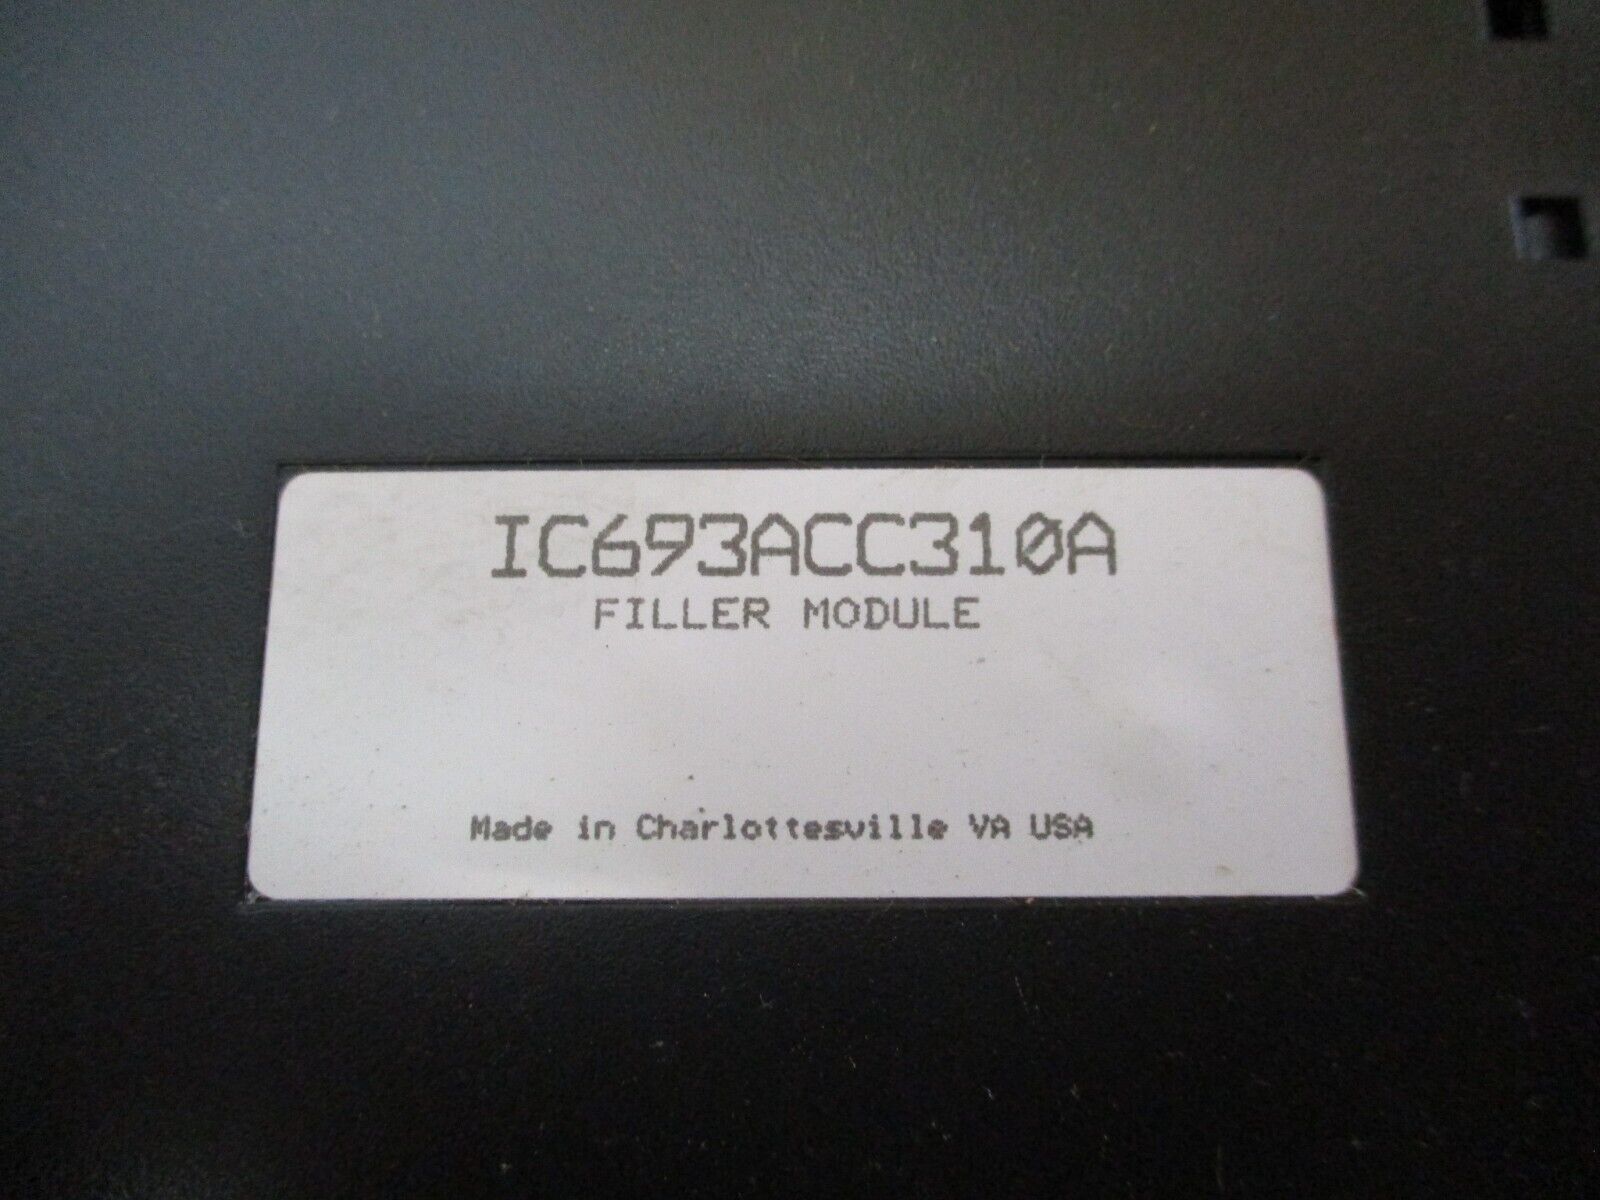 IC693ACC310A
FILLER MODULE
Made in Charlottesville VA USA